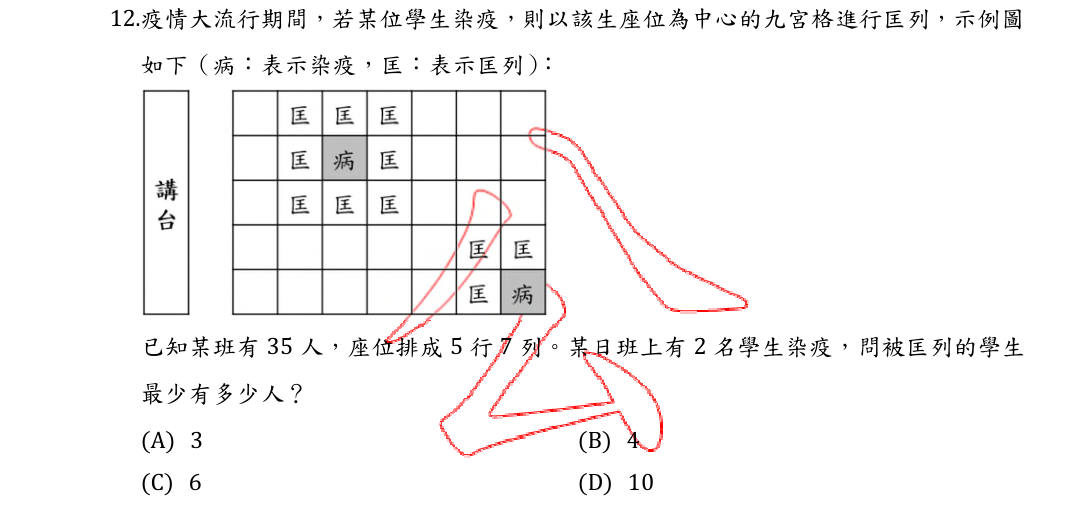 12.疫情大流行期間，若某位學生染疫，則以該生座位為中心的九宮格進行匡列，示例圖
如下（病：表示染疫，匡：表示匡列）：
匡 匡 匡
匡 病 匡
講台
匡 匡 匡
匡 匡
匡 病
已知某班有 35 人，座位排成 5 行 7 列。某日班上有 2 名學生染疫，問被匡列的學生
最少有多少人？
(A) 3
(B) 4
(C) 6
(D) 10